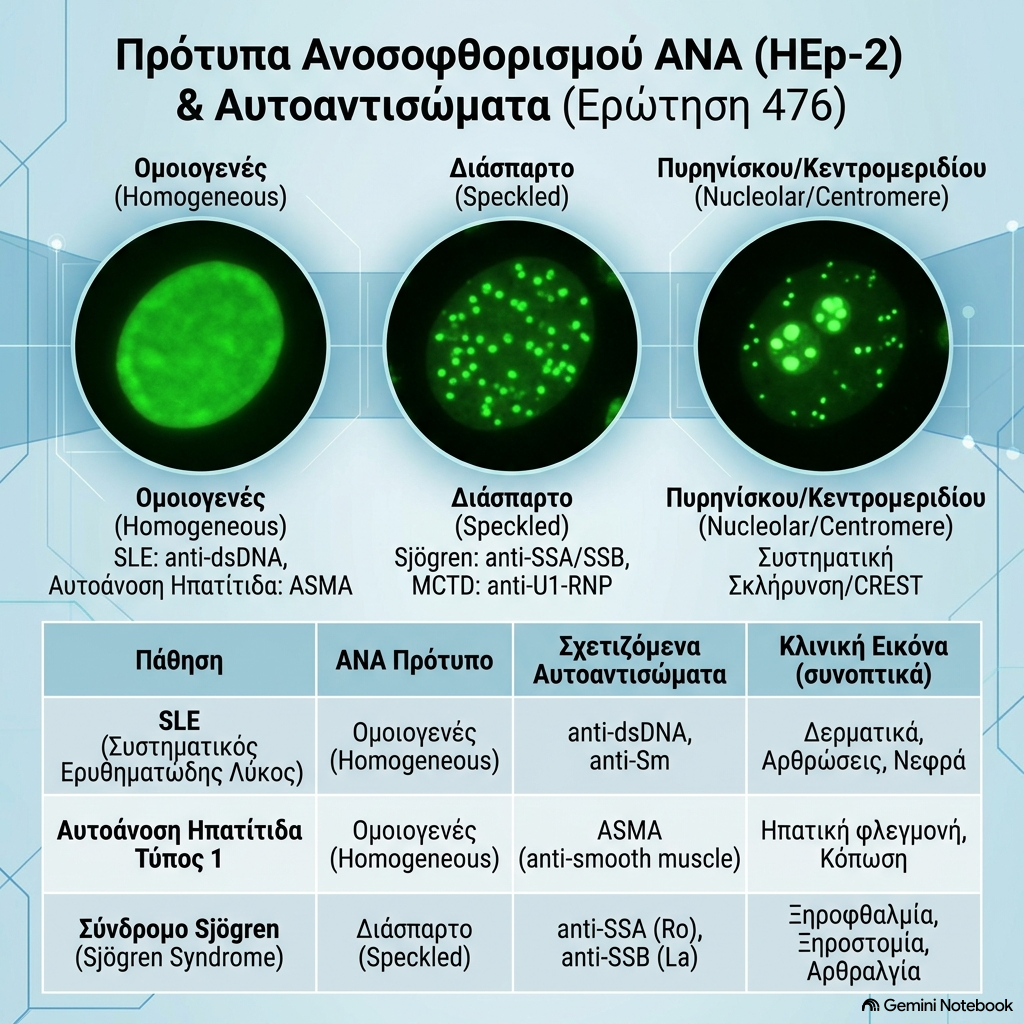 Πρότυπα Ανοσοφθορισμού ANA (HEp-2)
& Αυτοαντισώματα (Ερώτηση 476)
Ομοιογενές
(Homogeneous)
Διάσπαρτο
(Speckled)
Πυρηνίσκου/Κεντρομεριδίου
(Nucleolar/Centromere)
Ομοιογενές
(Homogeneous)
SLE: anti-dsDNA,
Αυτοάνοση Ηπατίτιδα: ASMA
Διάσπαρτο
(Speckled)
Sjögren: anti-SSA/SSB,
MCTD: anti-U1-RNP
Πυρηνίσκου/Κεντρομεριδίου
(Nucleolar/Centromere)
Συστηματική
Σκλήρυνση/CREST
Πάθηση
ANA Πρότυπο
Σχετιζόμενα
Αυτοαντισώματα
Κλινική Εικόνα
(συνοπτικά)
SLE
(Συστηματικός
Ερυθηματώδης Λύκος)
Ομοιογενές
(Homogeneous)
anti-dsDNA,
anti-Sm
Δερματικά,
Αρθρώσεις, Νεφρά
Αυτοάνοση Ηπατίτιδα
Τύπος 1
Ομοιογενές
(Homogeneous)
ASMA
(anti-smooth muscle)
Ηπατική φλεγμονή,
Κόπωση
Σύνδρομο Sjögren
(Sjögren Syndrome)
Διάσπαρτο
(Speckled)
anti-SSA (Ro),
anti-SSB (La)
Ξηροφθαλμία,
Ξηροστομία,
Αρθραλγία
Gemini Notebook